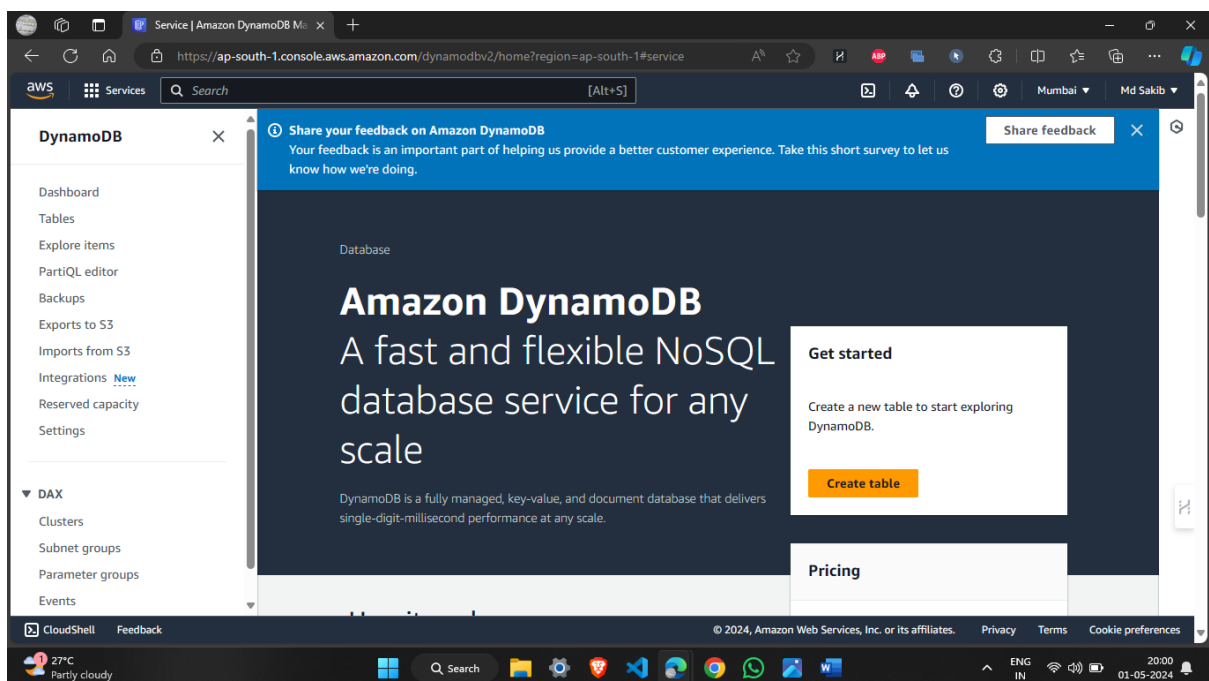 Service | Amazon DynamoDB Ma
https://ap-south-1.console.aws.amazon.com/dynamodbv2/home?region=ap-south-1#service
ABP
aws
Services
Search
[Alt+S]
Mumbai ▼
Md Sakib ▼
DynamoDB
Dashboard
Tables
Explore items
PartiQL editor
Backups
Exports to S3
Imports from S3
Integrations New
Reserved capacity
Settings
▼ DAX
Clusters
Subnet groups
Parameter groups
Events
Share your feedback on Amazon DynamoDB
Your feedback is an important part of helping us provide a better customer experience. Take this short survey to let us
know how we're doing.
Share feedback
Database
Amazon DynamoDB
A fast and flexible NoSQL
database service for any
scale
DynamoDB is a fully managed, key-value, and document database that delivers
single-digit-millisecond performance at any scale.
Get started
Create a new table to start exploring
DynamoDB.
Create table
Pricing
CloudShell
Feedback
© 2024, Amazon Web Services, Inc. or its affiliates.
Privacy
Terms
Cookie preferences
1
27°C
Partly cloudy
Search
ENG
IN
20:00
01-05-2024